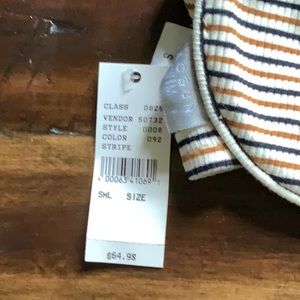 CLASS 0825
VENDOR 50732
STYLE 0008
COLOR 092
STRIPE
SML SIZE
$64.98
S